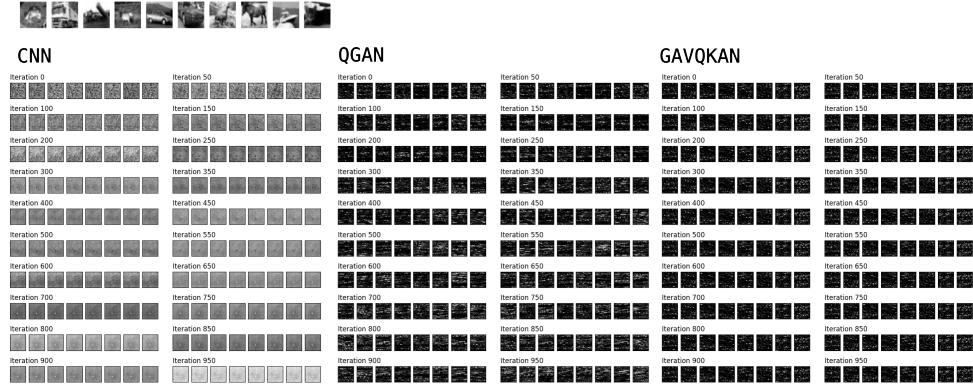 CNN QGAN GAVQKAN
Iteration 0 Iteration 50 Iteration 0 Iteration 50 Iteration 0 Iteration 50
Iteration 100 Iteration 150 Iteration 100 Iteration 150 Iteration 100 Iteration 150
Iteration 200 Iteration 250 Iteration 200 Iteration 250 Iteration 200 Iteration 250
Iteration 300 Iteration 350 Iteration 300 Iteration 350 Iteration 300 Iteration 350
Iteration 400 Iteration 450 Iteration 400 Iteration 450 Iteration 400 Iteration 450
Iteration 500 Iteration 550 Iteration 500 Iteration 550 Iteration 500 Iteration 550
Iteration 600 Iteration 650 Iteration 600 Iteration 650 Iteration 600 Iteration 650
Iteration 700 Iteration 750 Iteration 700 Iteration 750 Iteration 700 Iteration 750
Iteration 800 Iteration 850 Iteration 800 Iteration 850 Iteration 800 Iteration 850
Iteration 900 Iteration 950 Iteration 900 Iteration 950 Iteration 900 Iteration 950